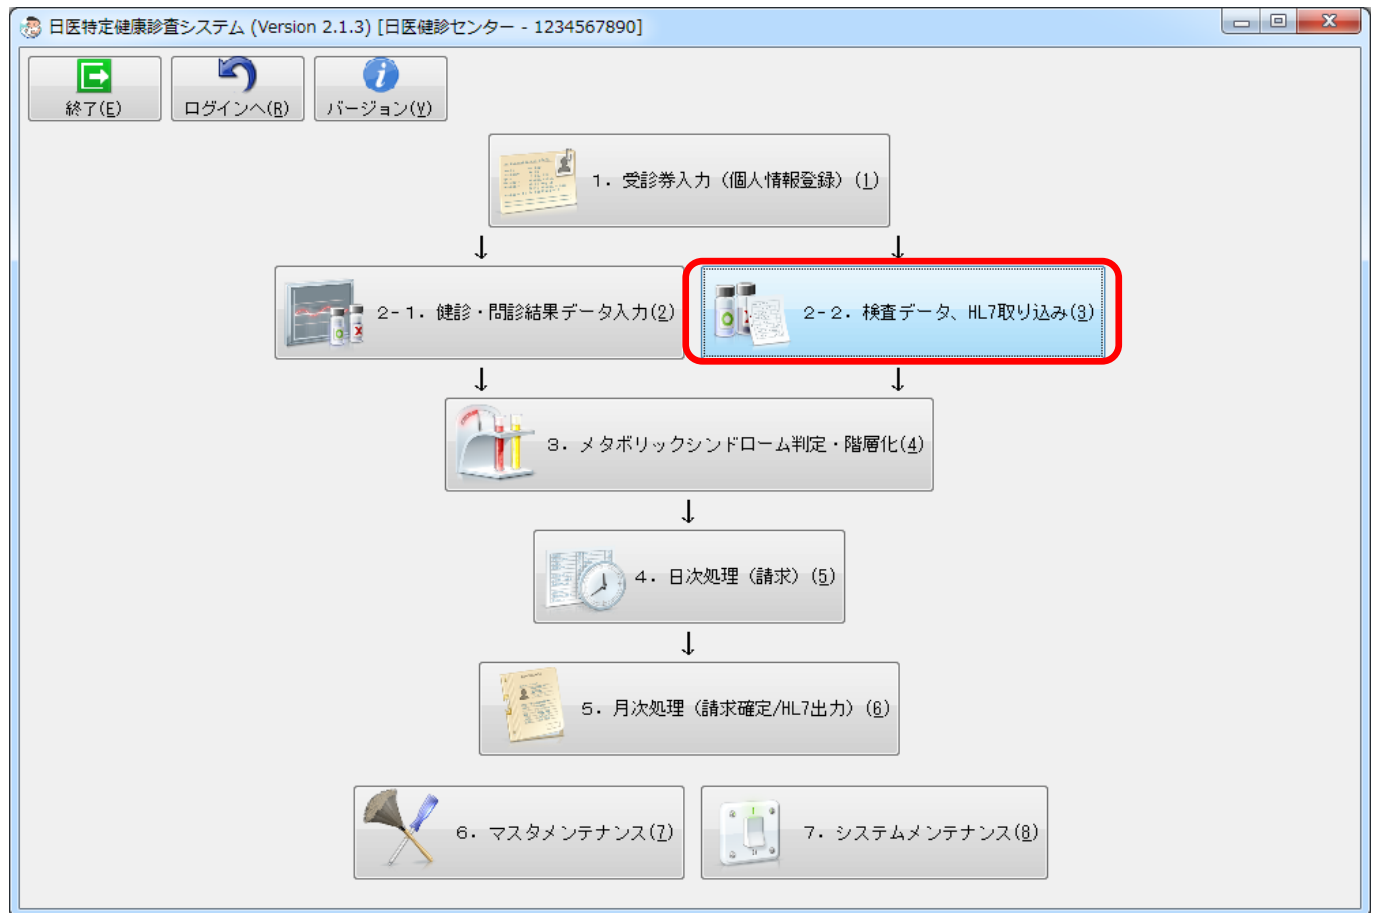 日医特定健康診査システム (Version 2.1.3) [日医健診センター - 1234567890]
終了(E)
ログインへ(R)
バージョン(V)
1. 受診券入力（個人情報登録）(1)
↓ ↓
2-1. 健診・問診結果データ入力(2)
2-2. 検査データ、HL7取り込み(3)
↓ ↓
3. メタボリックシンドローム判定・階層化(4)
↓
4. 日次処理（請求）(5)
↓
5. 月次処理（請求確定/HL7出力）(6)
6. マスタメンテナンス(7)
7. システムメンテナンス(8)